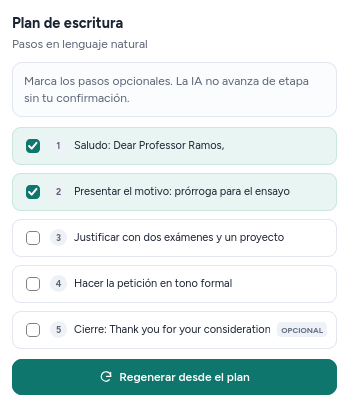 Plan de escritura
Pasos en lenguaje natural
Marca los pasos opcionales. La IA no avanza de etapa
sin tu confirmación.
1 Saludo: Dear Professor Ramos,
2 Presentar el motivo: prórroga para el ensayo
3 Justificar con dos exámenes y un proyecto
4 Hacer la petición en tono formal
5 Cierre: Thank you for your consideration OPCIONAL
Regenerar desde el plan